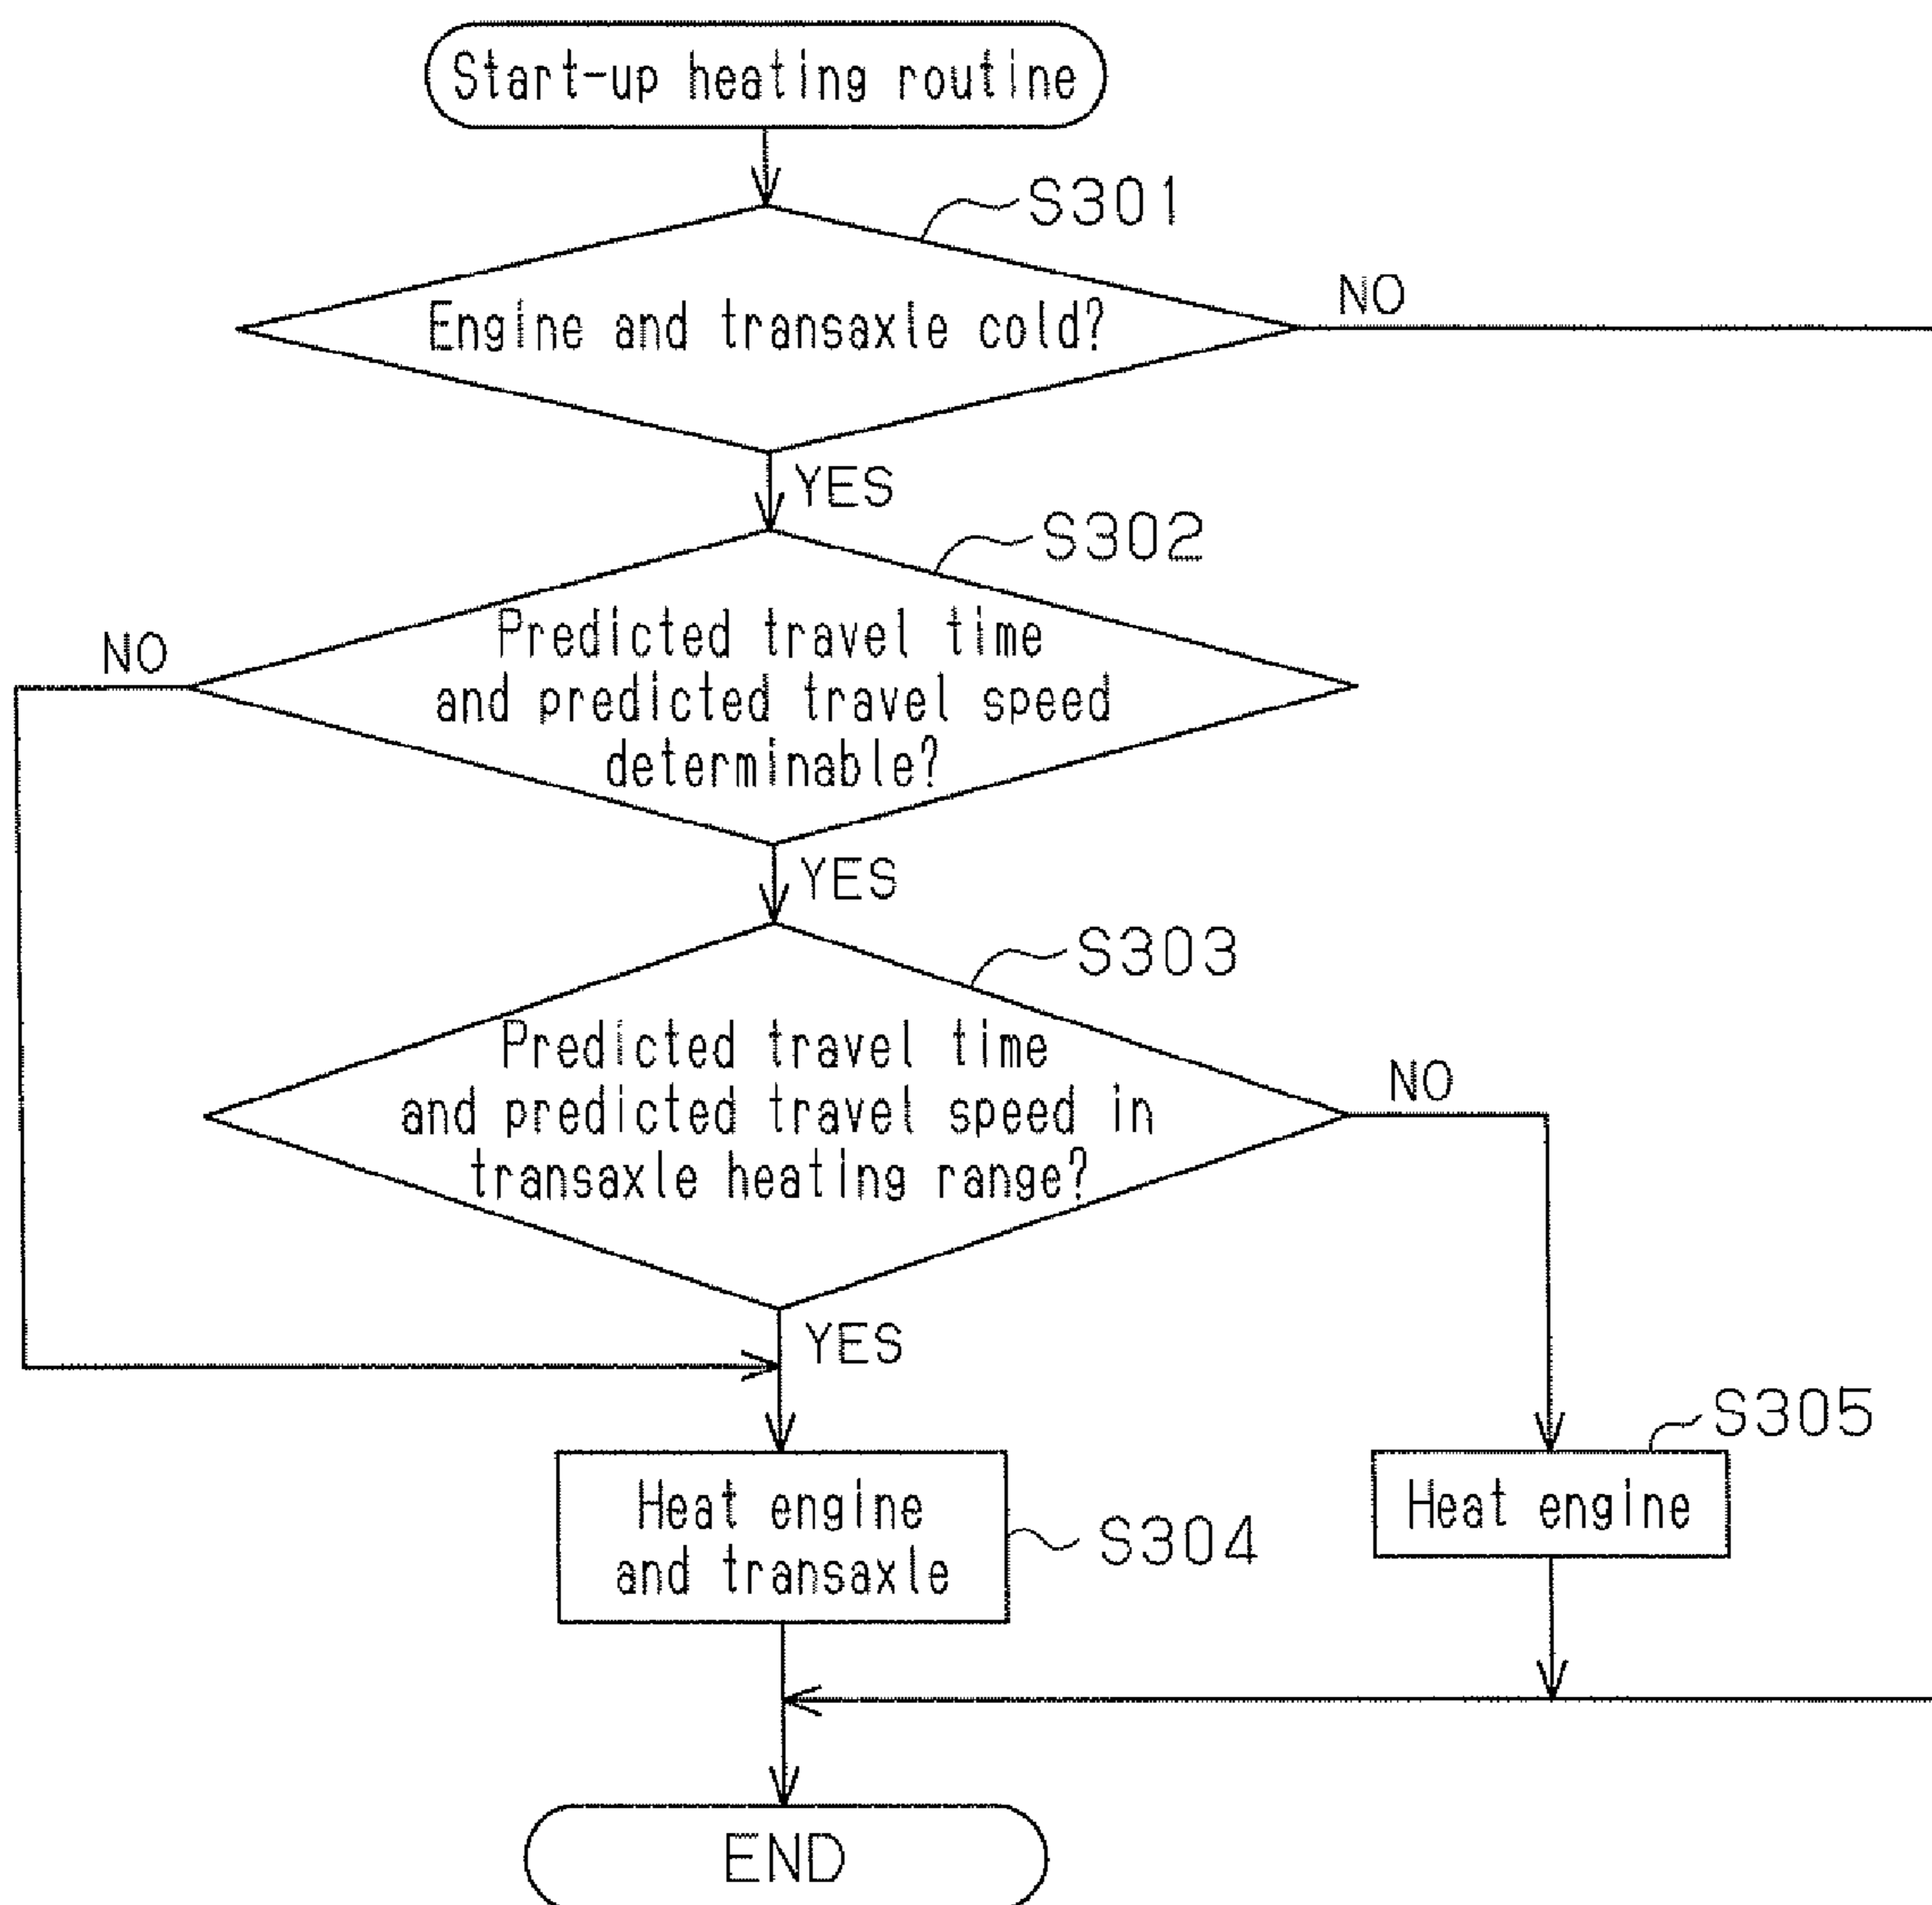 Start-up heating routine
S301
Engine and transaxle cold?
NO
YES
S302
Predicted travel time
and predicted travel speed
determinable?
NO
YES
S303
Predicted travel time
and predicted travel speed in
transaxle heating range?
NO
YES
S305
Heat engine
and transaxle
S304
Heat engine
END